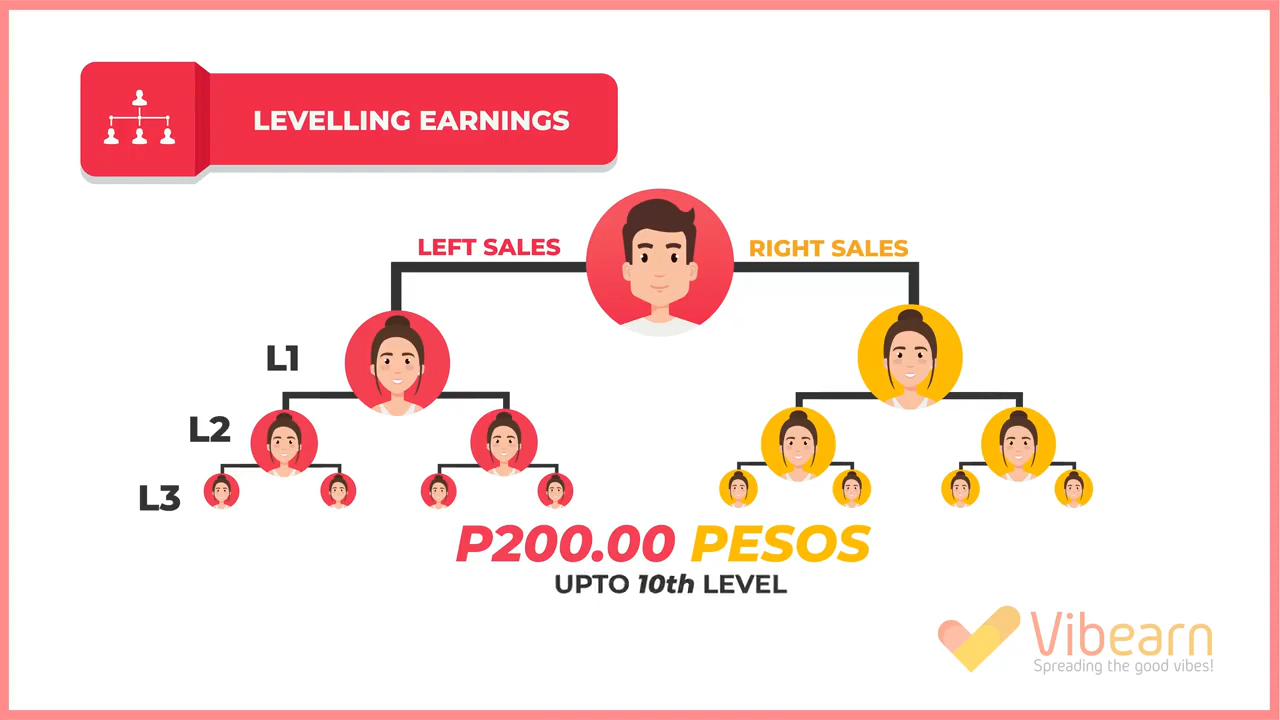 LEVELLING EARNINGS
LEFT SALES
RIGHT SALES
L1
L2
L3
P200.00 PESOS
UPTO 10th LEVEL
Vibearn
Spreading the good vibes!